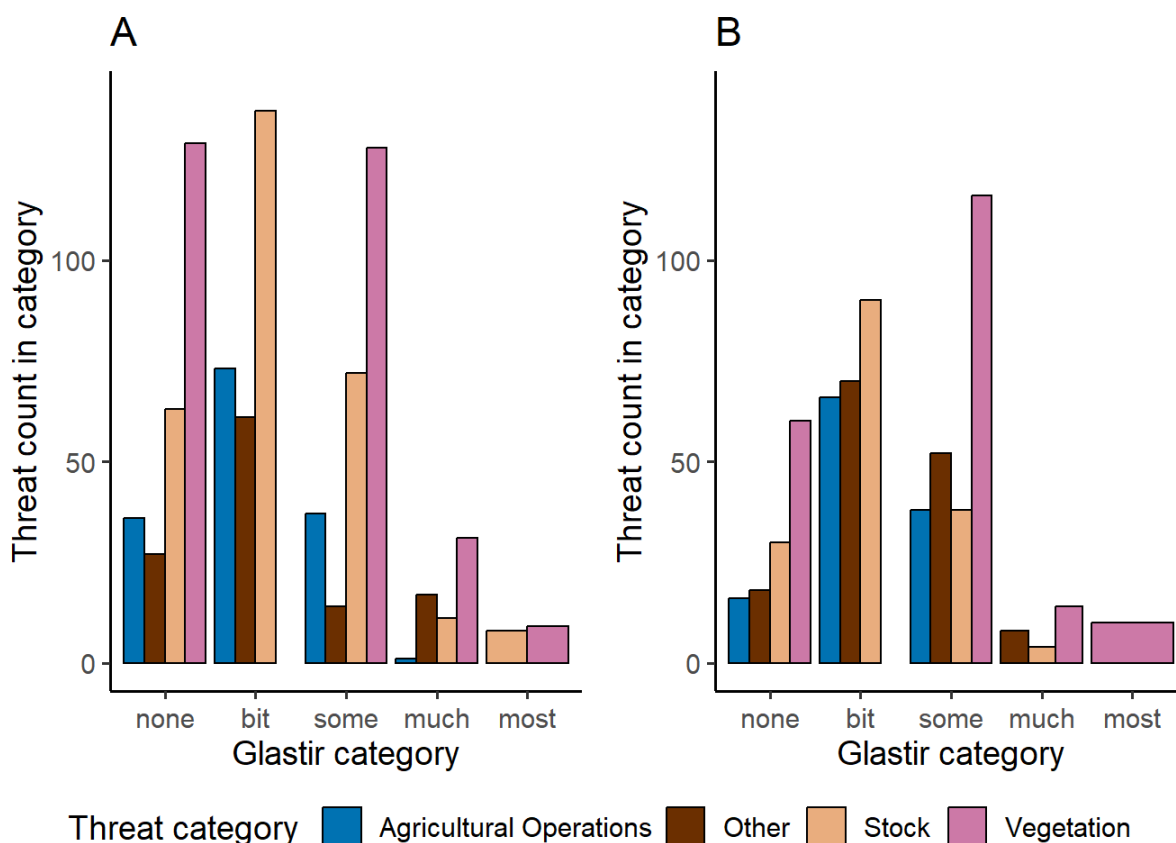 A
B
Threat count in category
100
50
0
none bit some much most
Glastir category
Threat count in category
100
50
0
none bit some much most
Glastir category
Threat category Agricultural Operations Other Stock Vegetation